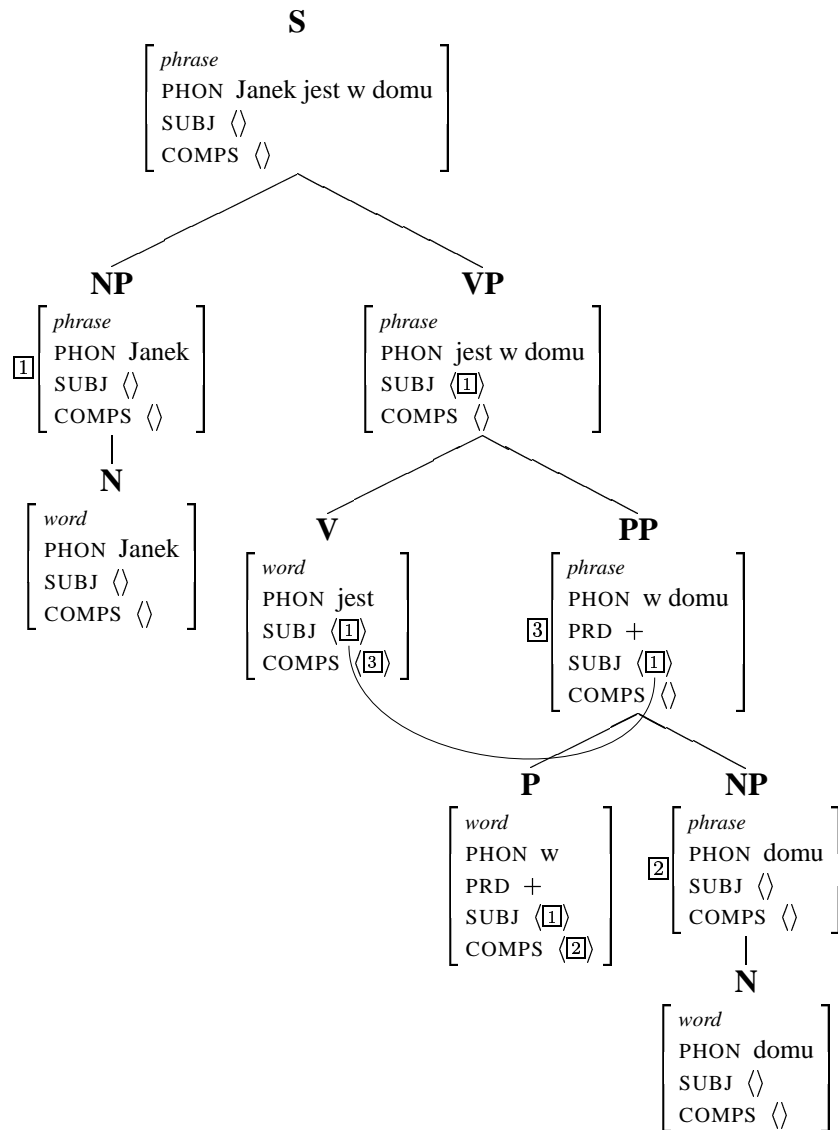 S
phrase
PHON Janek jest w domu
SUBJ ⟨⟩
COMPS ⟨⟩
NP
1
phrase
PHON Janek
SUBJ ⟨⟩
COMPS ⟨⟩
VP
phrase
PHON jest w domu
SUBJ ⟨1⟩
COMPS ⟨⟩
N
word
PHON Janek
SUBJ ⟨⟩
COMPS ⟨⟩
V
word
PHON jest
SUBJ ⟨1⟩
COMPS ⟨3⟩
PP
3
phrase
PHON w domu
PRD +
SUBJ ⟨1⟩
COMPS ⟨⟩
P
word
PHON w
PRD +
SUBJ ⟨1⟩
COMPS ⟨2⟩
NP
2
phrase
PHON domu
SUBJ ⟨⟩
COMPS ⟨⟩
N
word
PHON domu
SUBJ ⟨⟩
COMPS ⟨⟩